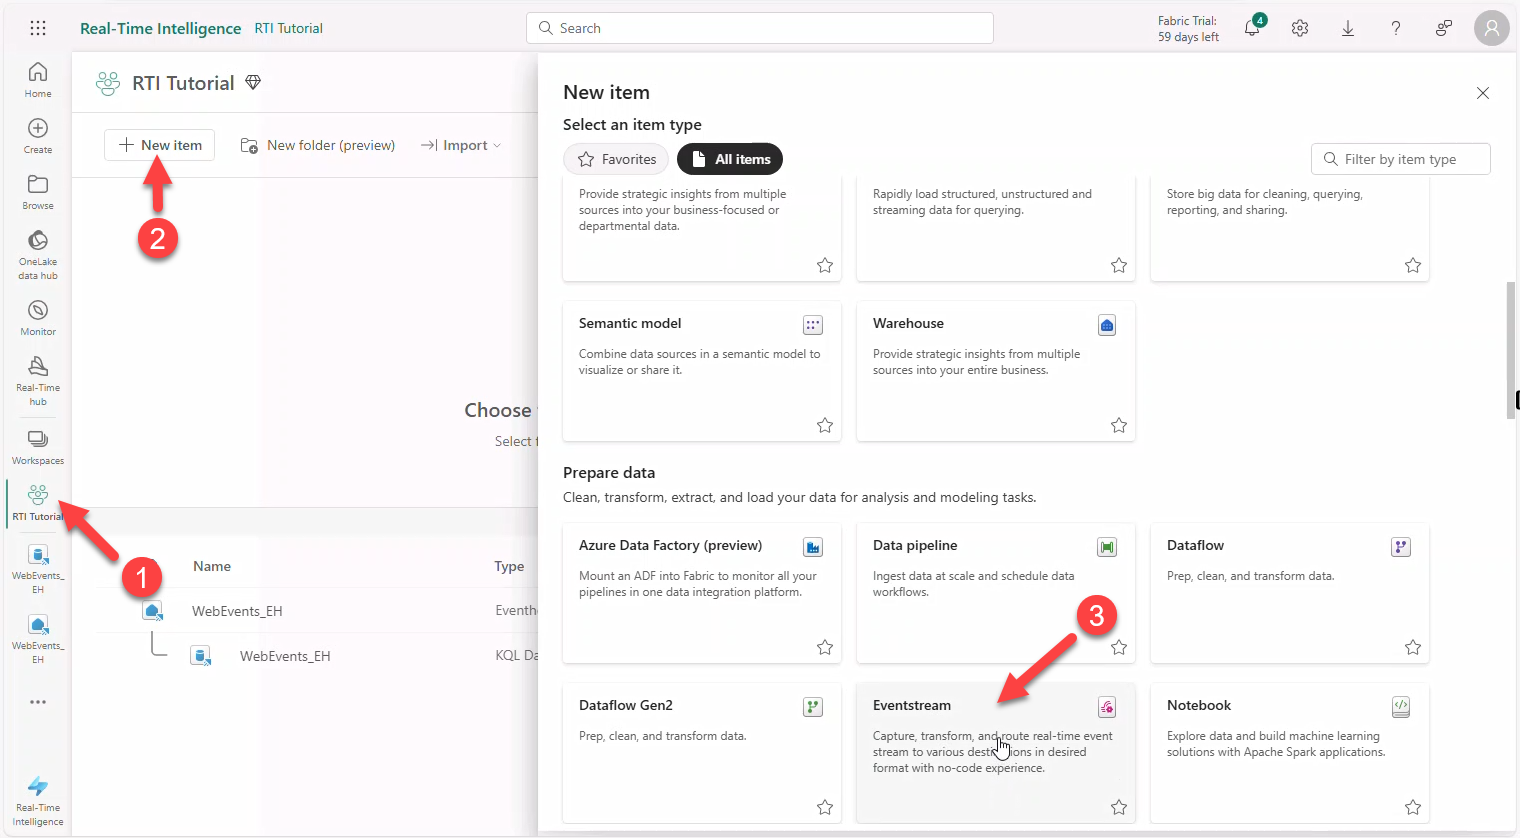 Real-Time Intelligence RTI Tutorial
Search
Fabric Trial:
59 days left
4
Home
Create
Browse
OneLake
data hub
Monitor
Real-Time
hub
Workspaces
RTI Tutorial
WebEvents_
EH
WebEvents_
EH
Real-Time
Intelligence
RTI Tutorial
New item
New folder (preview)
Import
2
Choose
Select
1
Name
Type
WebEvents_EH
WebEvents_EH
New item
Select an item type
Favorites
All items
Filter by item type
Provide strategic insights from multiple
sources into your business-focused or
departmental data.
Rapidly load structured, unstructured and
streaming data for querying.
Store big data for cleaning, querying,
reporting, and sharing.
Semantic model
Combine data sources in a semantic model to
visualize or share it.
Warehouse
Provide strategic insights from multiple
sources into your entire business.
Prepare data
Clean, transform, extract, and load your data for analysis and modeling tasks.
Azure Data Factory (preview)
Mount an ADF into Fabric to monitor all your
pipelines in one data integration platform.
Data pipeline
Ingest data at scale and schedule data
workflows.
3
Dataflow
Prep, clean, and transform data.
Dataflow Gen2
Prep, clean, and transform data.
Eventstream
Capture, transform, and route real-time event
stream to various destinations in desired
format with no-code experience.
Notebook
Explore data and build machine learning
solutions with Apache Spark applications.